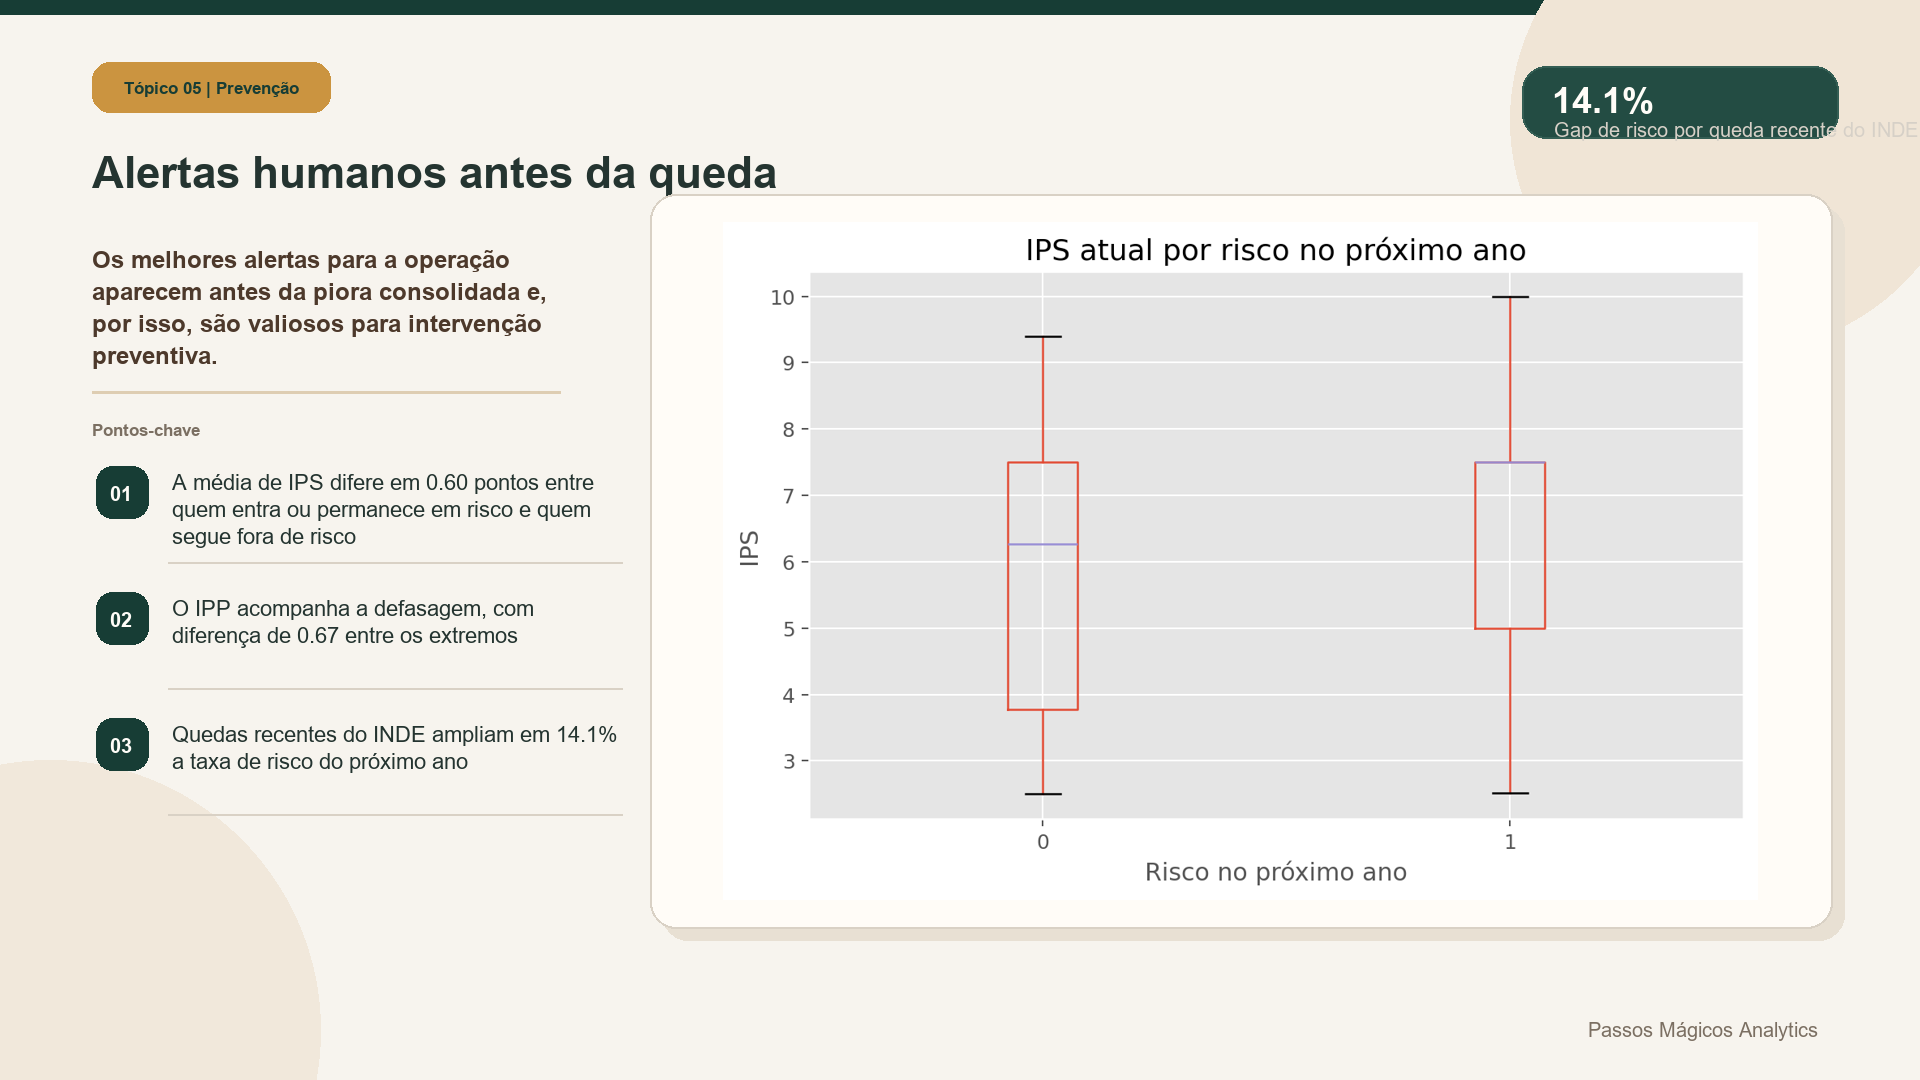 Tópico 05 | Prevenção
14.1%
Gap de risco por queda recente do INDE
Alertas humanos antes da queda
Os melhores alertas para a operação
aparecem antes da piora consolidada e,
por isso, são valiosos para intervenção
preventiva.
Pontos-chave
01
A média de IPS difere em 0.60 pontos entre
quem entra ou permanece em risco e quem
segue fora de risco
02
O IPP acompanha a defasagem, com
diferença de 0.67 entre os extremos
03
Quedas recentes do INDE ampliam em 14.1%
a taxa de risco do próximo ano
IPS atual por risco no próximo ano
10
9
8
7
6
5
4
3
IPS
0
1
Risco no próximo ano
Passos Mágicos Analytics